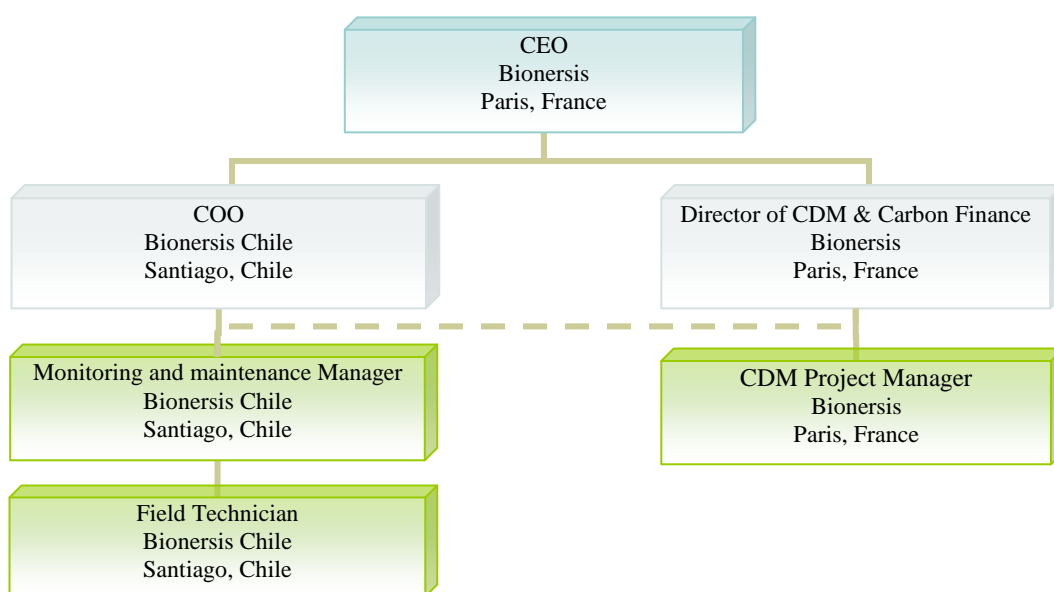 CEO
Bionersis
Paris, France
COO
Bionersis Chile
Santiago, Chile
Director of CDM & Carbon Finance
Bionersis
Paris, France
Monitoring and maintenance Manager
Bionersis Chile
Santiago, Chile
CDM Project Manager
Bionersis
Paris, France
Field Technician
Bionersis Chile
Santiago, Chile